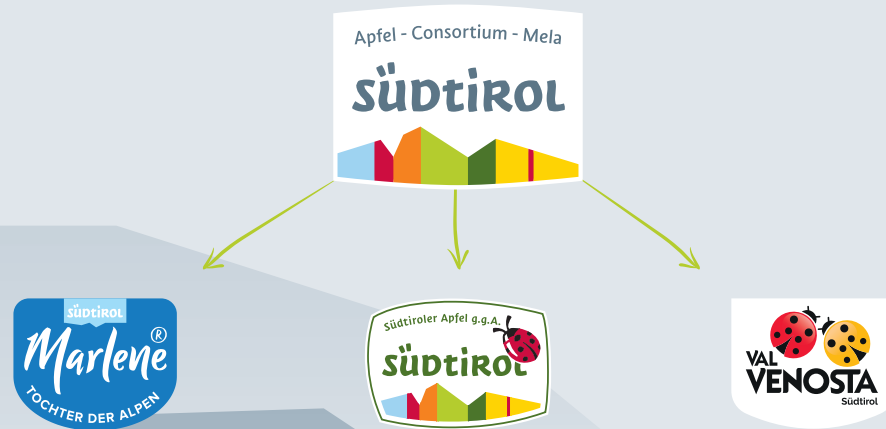 Apfel - Consortium - Mela
SÜDTIROL
SÜDTIROL
Marlene®
TOCHTER DER ALPEN
Südtiroler Apfel g.g.A.
SÜDTIROL
VAL
VENOSTA
Südtirol